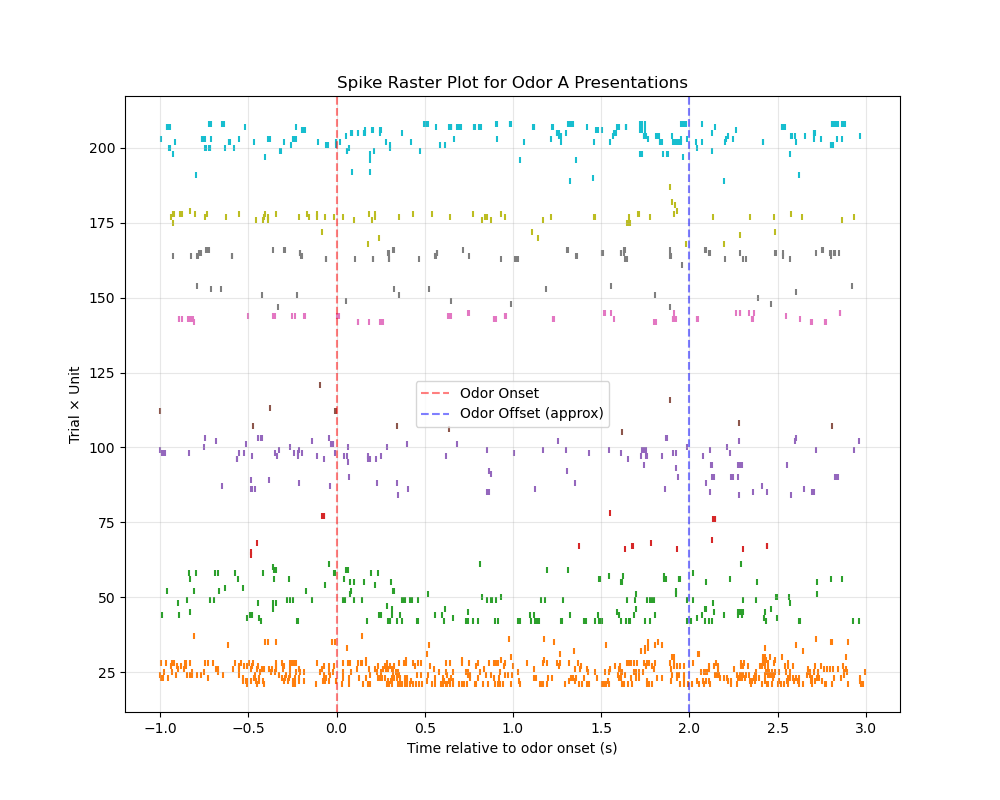 Spike Raster Plot for Odor A Presentations
Trial × Unit
200
175
150
125
100
75
50
25
Odor Onset
Odor Offset (approx)
−1.0 −0.5 0.0 0.5 1.0 1.5 2.0 2.5 3.0
Time relative to odor onset (s)